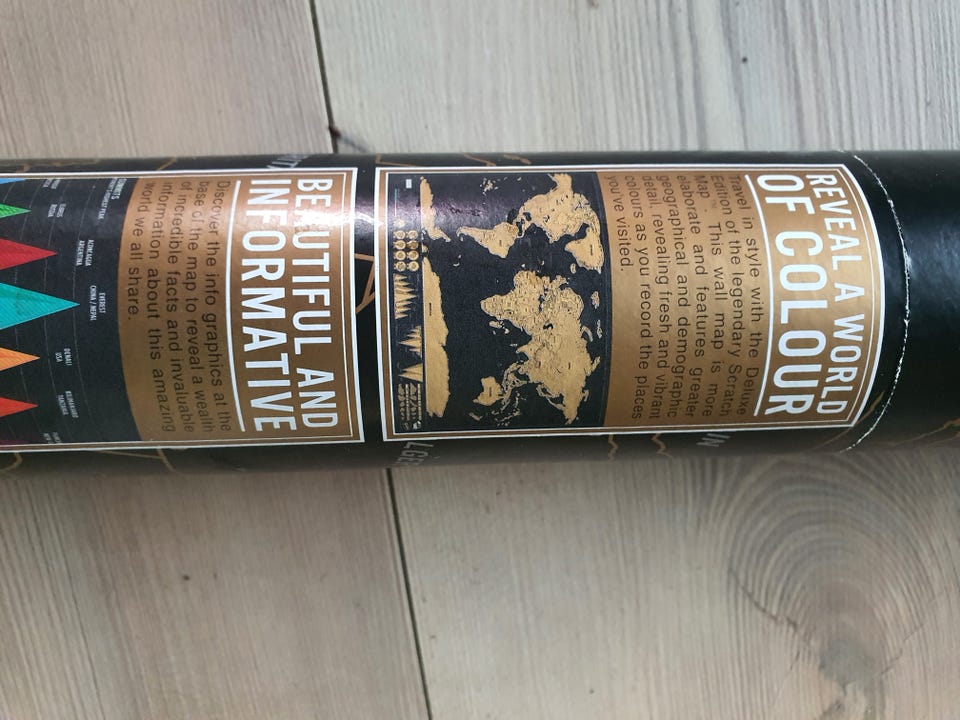 REVEAL A WORLD
OF COLOUR
Travel in style with the Deluxe
Edition of the legendary Scratch
Map . This wall map is more
elaborate and features greater
geographical and demographic
detail, revealing fresh and vibrant
colours as you record the places
you've visited.
BEAUTIFUL AND
INFORMATIVE
Discover the info graphics at the
base of the map to reveal a wealth
of incredible facts and invaluable
information about this amazing
world we all share.
SUMMITS
ELBRUS
RUSSIA
ACONCAGUA
ARGENTINA
EVEREST
CHINA / NEPAL
DENALI
USA
KILIMANJARO
TANZANIA